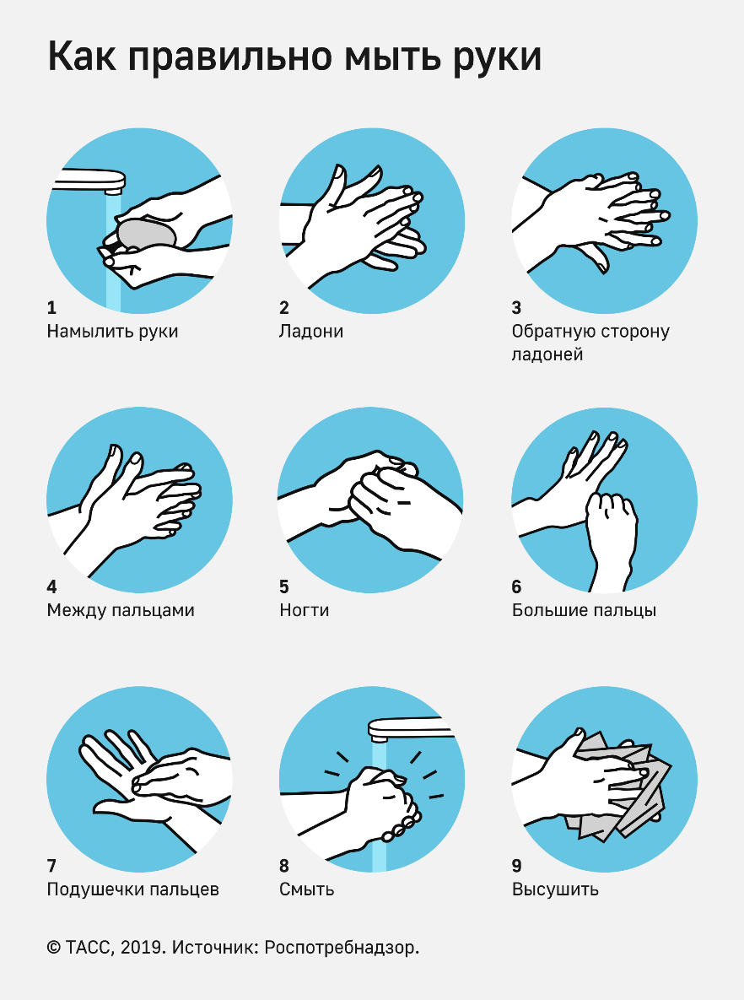 Как правильно мыть руки
1
Намылить руки
2
Ладони
3
Обратную сторону
ладоней
4
Между пальцами
5
Ногти
6
Большие пальцы
7
Подушечки пальцев
8
Смыть
9
Высушить
© ТАСС, 2019. Источник: Роспотребнадзор.